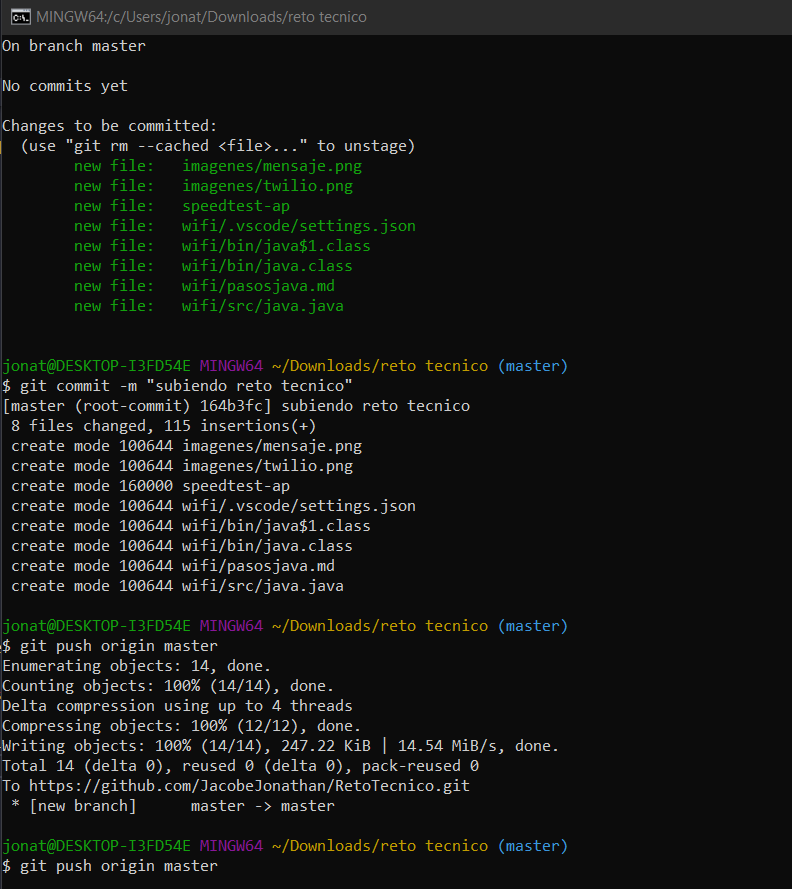 MINGW64:/c/Users/jonat/Downloads/reto tecnico
On branch master
No commits yet
Changes to be committed:
(use "git rm --cached <file>..." to unstage)
new file: imagenes/mensaje.png
new file: imagenes/twilio.png
new file: speedtest-ap
new file: wifi/.vscode/settings.json
new file: wifi/bin/java$1.class
new file: wifi/bin/java.class
new file: wifi/pasosjava.md
new file: wifi/src/java.java
jonat@DESKTOP-I3FD54E MINGW64 ~/Downloads/reto tecnico (master)
$ git commit -m "subiendo reto tecnico"
[master (root-commit) 164b3fc] subiendo reto tecnico
8 files changed, 115 insertions(+)
create mode 100644 imagenes/mensaje.png
create mode 100644 imagenes/twilio.png
create mode 160000 speedtest-ap
create mode 100644 wifi/.vscode/settings.json
create mode 100644 wifi/bin/java$1.class
create mode 100644 wifi/bin/java.class
create mode 100644 wifi/pasosjava.md
create mode 100644 wifi/src/java.java
jonat@DESKTOP-I3FD54E MINGW64 ~/Downloads/reto tecnico (master)
$ git push origin master
Enumerating objects: 14, done.
Counting objects: 100% (14/14), done.
Delta compression using up to 4 threads
Compressing objects: 100% (12/12), done.
Writing objects: 100% (14/14), 247.22 KiB | 14.54 MiB/s, done.
Total 14 (delta 0), reused 0 (delta 0), pack-reused 0
To https://github.com/JacobeJonathan/RetoTecnico.git
* [new branch] master -> master
jonat@DESKTOP-I3FD54E MINGW64 ~/Downloads/reto tecnico (master)
$ git push origin master